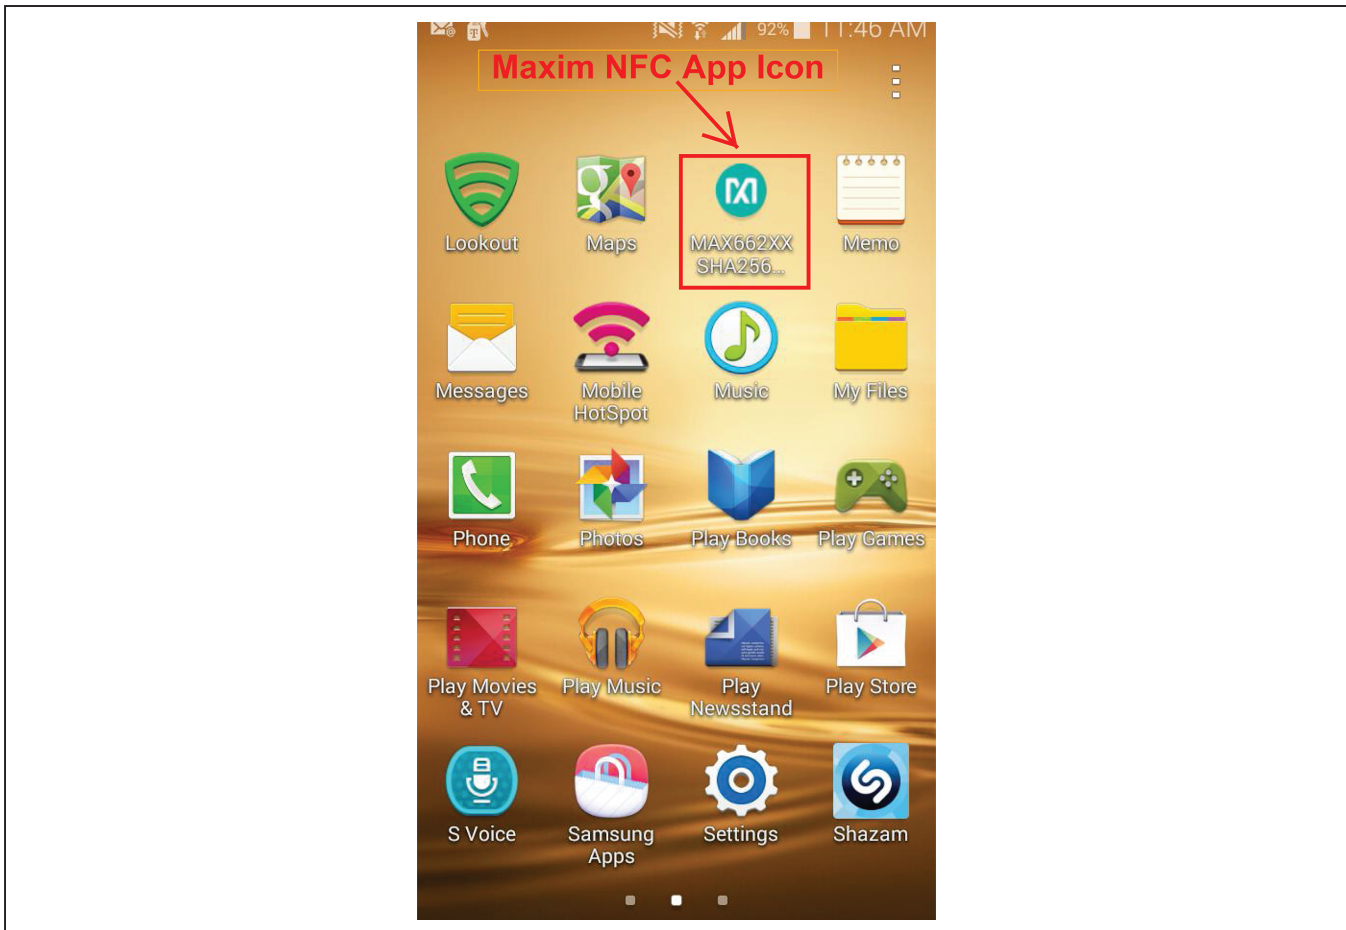 92% 11:46 AM
Maxim NFC App Icon
Lookout
Maps
MAX662XX
SHA256...
Memo
Messages
Mobile
HotSpot
Music
My Files
Phone
Photos
Play Books
Play Games
Play Movies
& TV
Play Music
Play
Newsstand
Play Store
S Voice
Samsung
Apps
Settings
Shazam